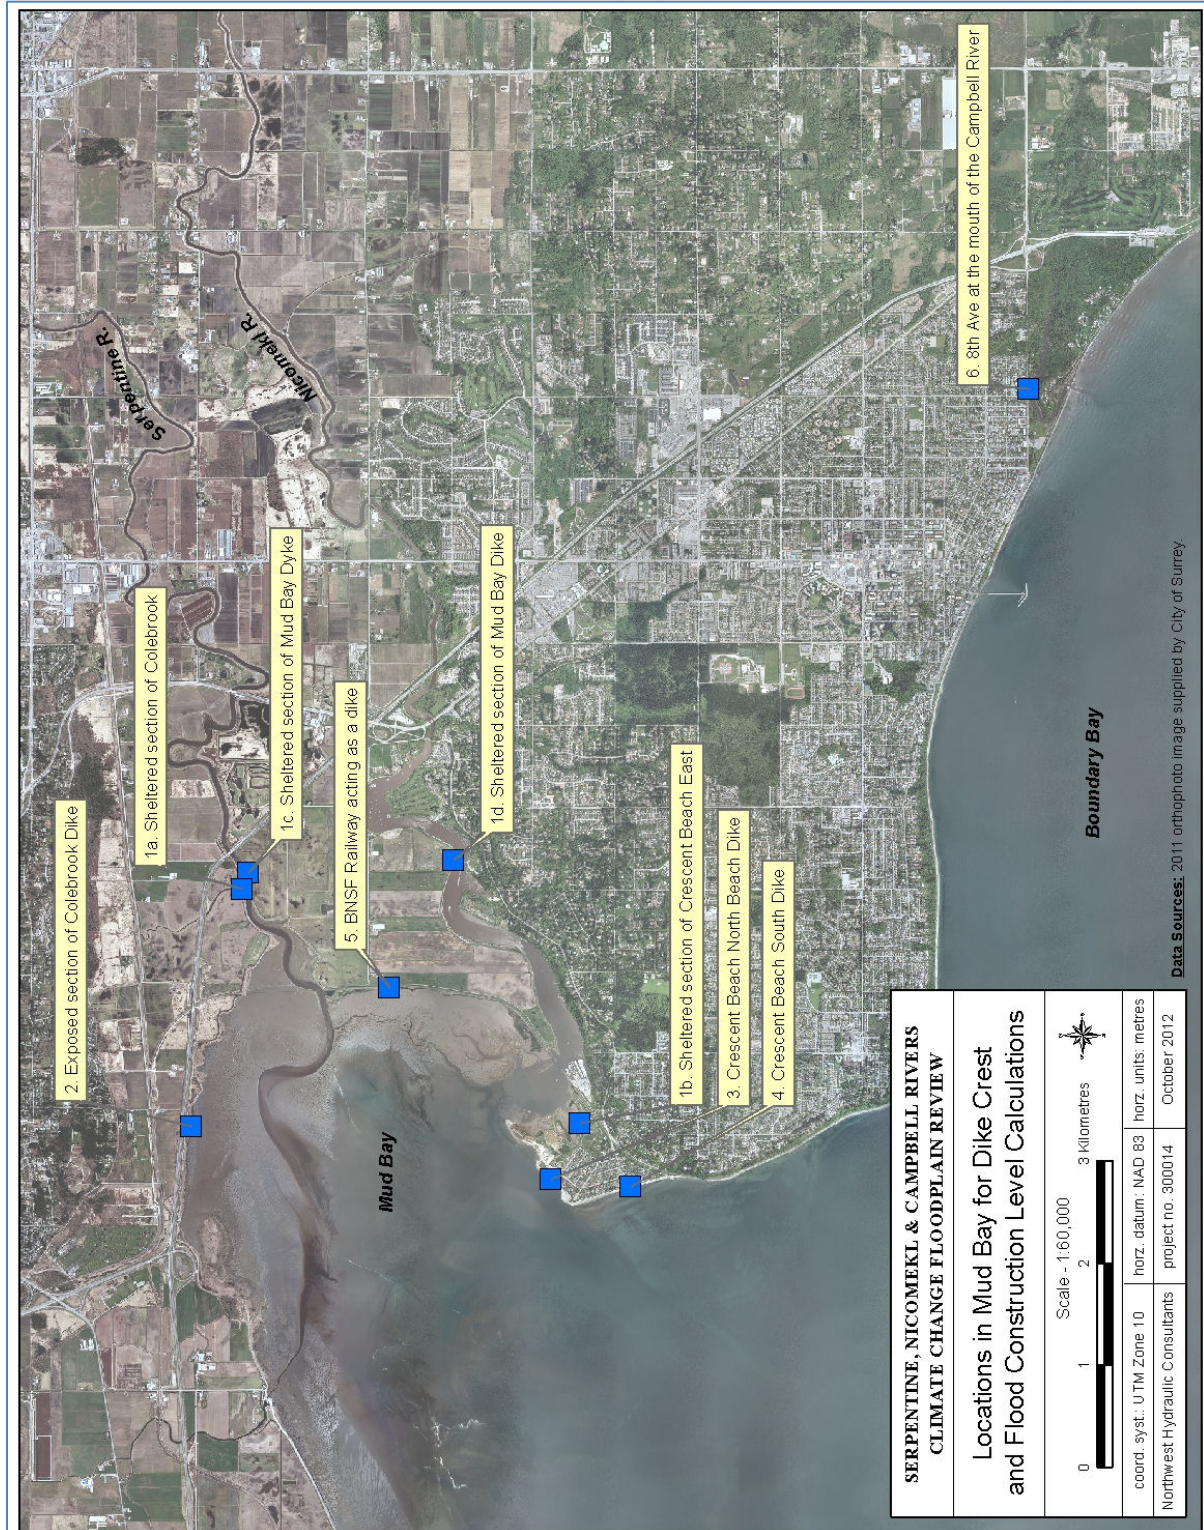 2. Exposed section of Colebrook Dike
1a. Sheltered section of Colebrook
1c. Sheltered section of Mud Bay Dyke
5. BNSF Railway acting as a dike
1d. Sheltered section of Mud Bay Dike
1b. Sheltered section of Crescent Beach East
3. Crescent Beach North Beach Dike
4. Crescent Beach South Dike
6. 8th Ave at the mouth of the Campbell River
Serpentine R.
Nicomekl R.
Mud Bay
Boundary Bay
Data Sources: 2011 orthophoto image supplied by City of Surrey.
SERPENTINE, NICOMEKL & CAMPBELL RIVERS
CLIMATE CHANGE FLOODPLAIN REVIEW
Locations in Mud Bay for Dike Crest
and Flood Construction Level Calculations
Scale - 1:60,000
0 1 2 3 Kilometres
coord. syst.: UTM Zone 10 horz. datum: NAD 83 horz. units: metres
Northwest Hydraulic Consultants project no. 300014 October 2012